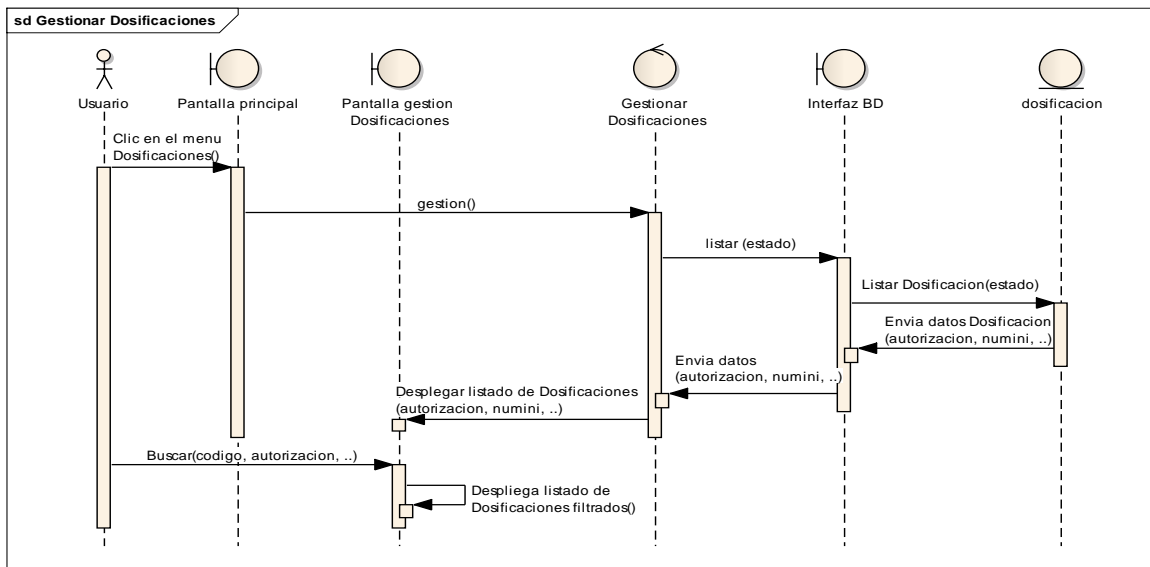 sd Gestionar Dosificaciones
Usuario
Pantalla principal
Pantalla gestion
Dosificaciones
Gestionar
Dosificaciones
Interfaz BD
dosificacion
Clic en el menu
Dosificaciones()
gestion()
listar (estado)
Listar Dosificacion(estado)
Envia datos Dosificacion
(autorizacion, numini, ..)
Envia datos
(autorizacion, numini, ..)
Desplegar listado de Dosificaciones
(autorizacion, numini, ..)
Buscar(codigo, autorizacion, ..)
Despliega listado de
Dosificaciones filtrados()